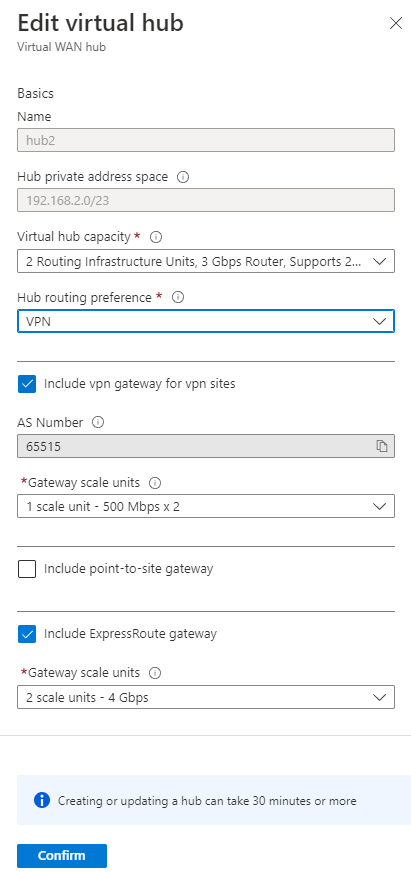 Edit virtual hub
Virtual WAN hub
Basics
Name
hub2
Hub private address space
192.168.2.0/23
Virtual hub capacity *
2 Routing Infrastructure Units, 3 Gbps Router, Supports 2...
Hub routing preference *
VPN
Include vpn gateway for vpn sites
AS Number
65515
*Gateway scale units
1 scale unit - 500 Mbps x 2
Include point-to-site gateway
Include ExpressRoute gateway
*Gateway scale units
2 scale units - 4 Gbps
Creating or updating a hub can take 30 minutes or more
Confirm